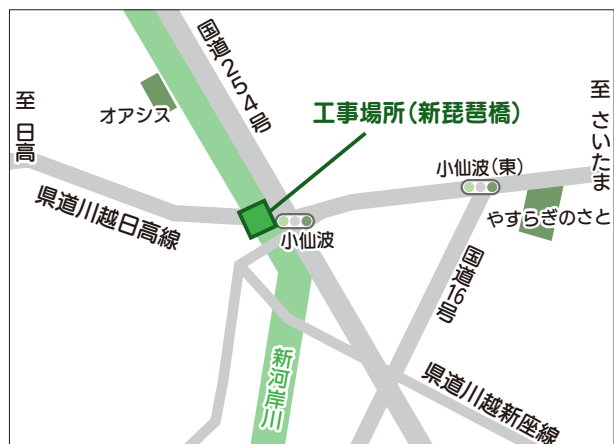 国道254号
至 日高
オアシス
工事場所(新琵琶橋)
至 さいたま
小仙波(東)
県道川越日高線
小仙波
やすらぎのさと
国道16号
新河岸川
県道川越新座線